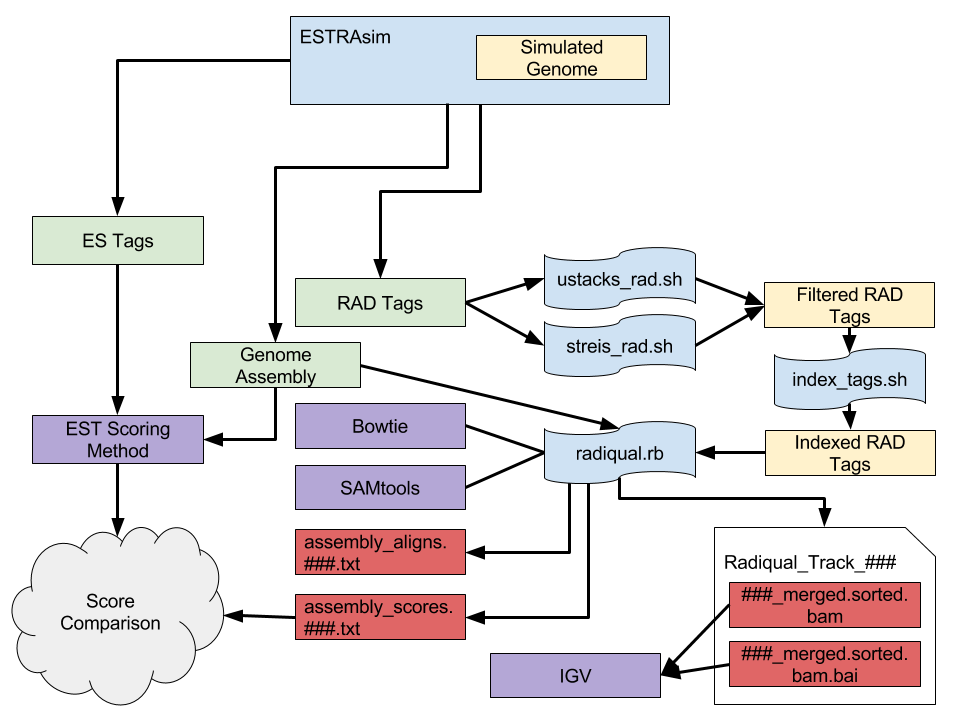 ESTRAsim
Simulated
Genome
ES Tags
RAD Tags
ustacks_rad.sh
streis_rad.sh
Filtered RAD
Tags
index_tags.sh
Indexed RAD
Tags
Genome
Assembly
EST Scoring
Method
Bowtie
SAMtools
radiqual.rb
assembly_aligns.
###.txt
assembly_scores.
###.txt
Score
Comparison
Radiqual_Track_###
###_merged.sorted.
bam
###_merged.sorted.
bam.bai
IGV